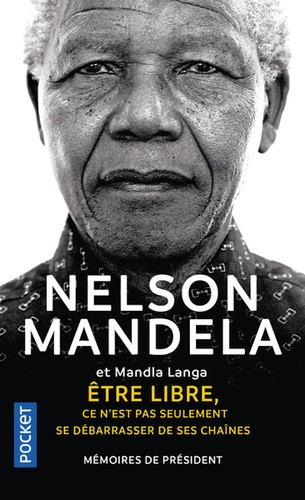 NELSON
MANDELA
et Mandla Langa
ÊTRE LIBRE,
CE N'EST PAS SEULEMENT
SE DÉBARRASSER DE SES CHAÎNES
MÉMOIRES DE PRÉSIDENT
POCKET